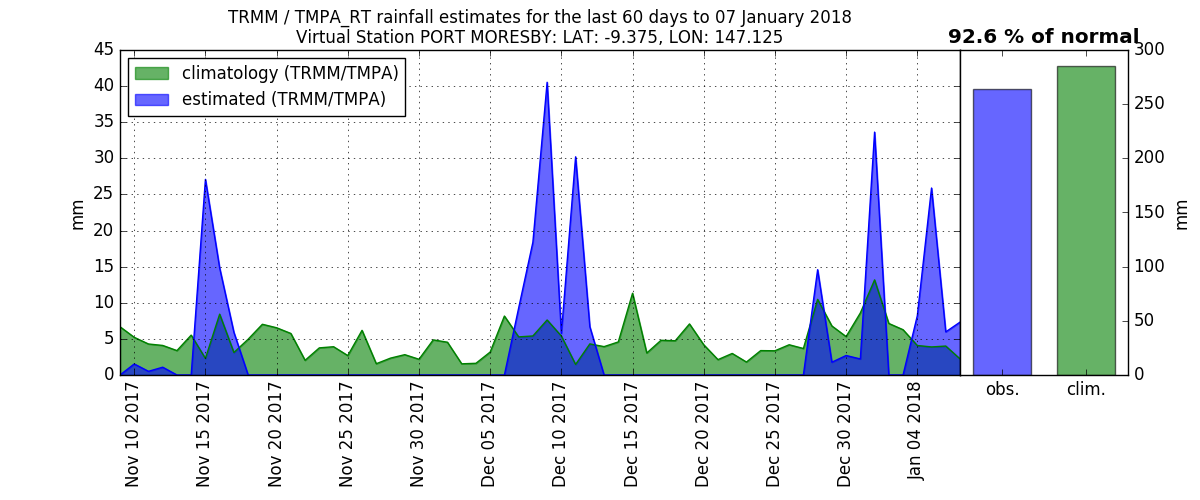 TRMM / TMPA_RT rainfall estimates for the last 60 days to 07 January 2018
Virtual Station PORT MORESBY: LAT: -9.375, LON: 147.125
92.6 % of normal
climatology (TRMM/TMPA)
estimated (TRMM/TMPA)
45
40
35
30
25
20
15
10
5
0
mm
Nov 10 2017
Nov 15 2017
Nov 20 2017
Nov 25 2017
Nov 30 2017
Dec 05 2017
Dec 10 2017
Dec 15 2017
Dec 20 2017
Dec 25 2017
Dec 30 2017
Jan 04 2018
obs.
clim.
300
250
200
150
100
50
0
mm